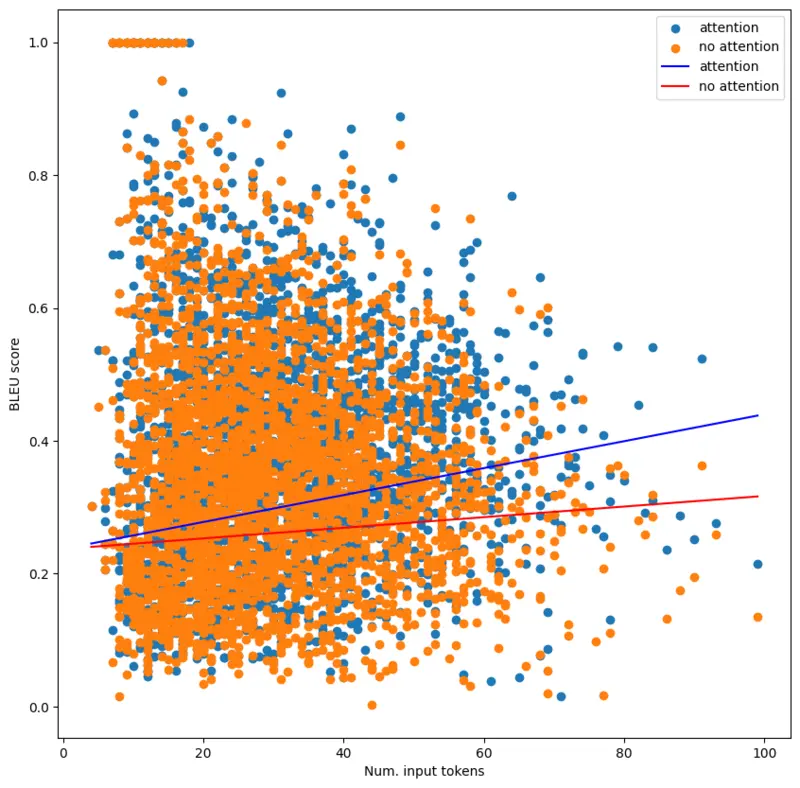 attention
no attention
attention
no attention
1.0
0.8
0.6
0.4
0.2
0.0
BLEU score
0
20
40
60
80
100
Num. input tokens